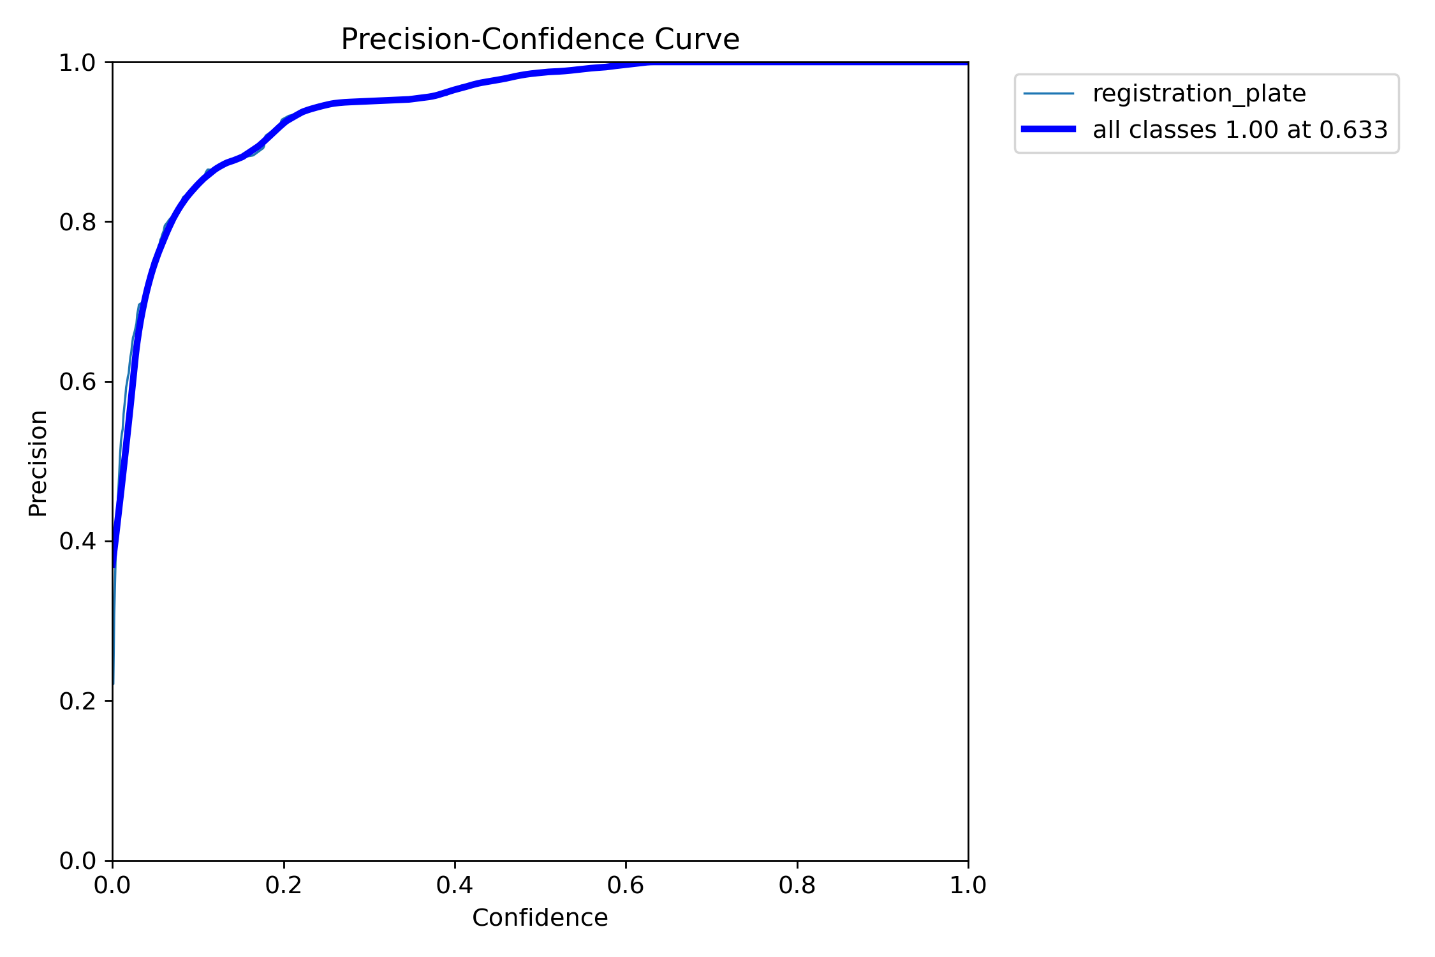 Precision-Confidence Curve
1.0
0.8
0.6
0.4
0.2
0.0
Precision
0.0 0.2 0.4 0.6 0.8 1.0
Confidence
registration_plate
all classes 1.00 at 0.633